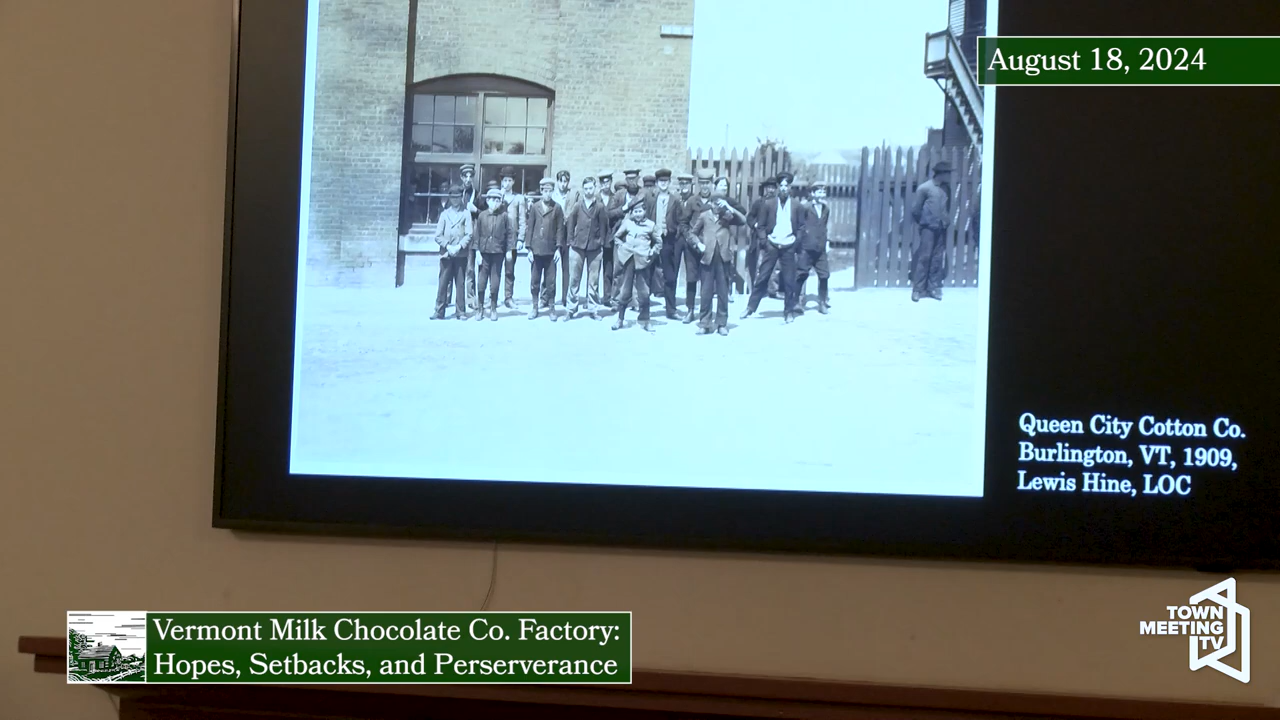 August 18, 2024
Queen City Cotton Co.
Burlington, VT, 1909,
Lewis Hine, LOC
Vermont Milk Chocolate Co. Factory:
Hopes, Setbacks, and Perserverance
TOWN
MEETING
TV